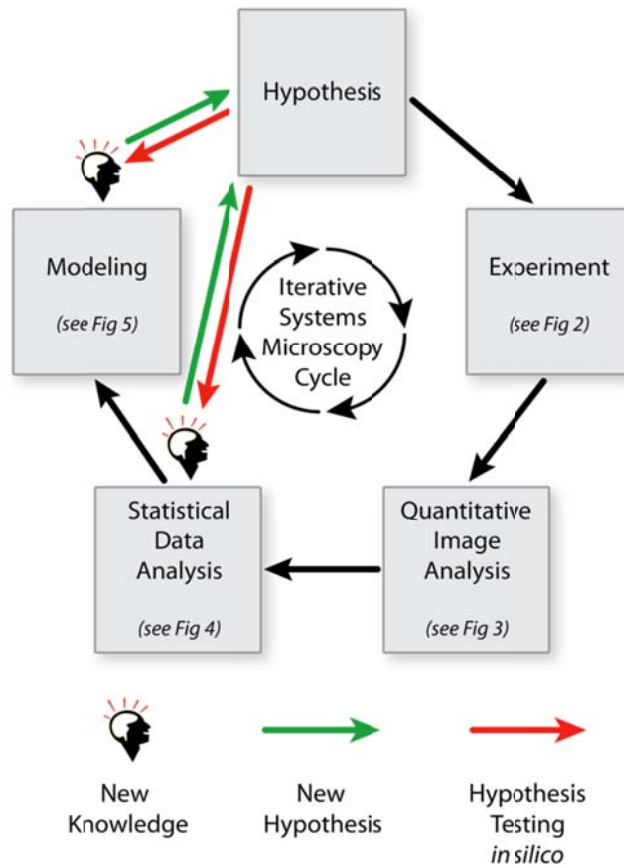 Hypothesis
Modeling
(see Fig 5)
Experiment
(see Fig 2)
Iterative
Systems
Microscopy
Cycle
Statistical
Data
Analysis
(see Fig 4)
Quantitative
Image
Analysis
(see Fig 3)
New
Knowledge
New
Hypothesis
Hypothesis
Testing
in silico